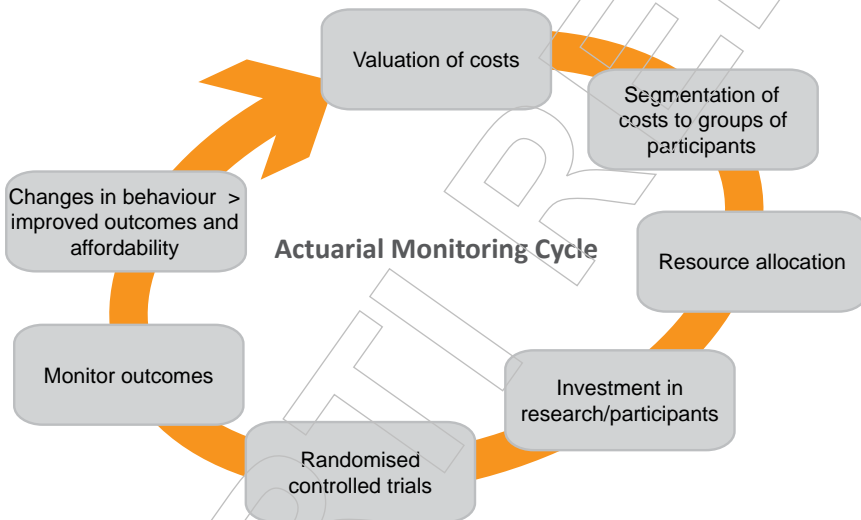 Valuation of costs
Segmentation of
costs to groups of
participants
Resource allocation
Investment in
research/participants
Randomised
controlled trials
Monitor outcomes
Changes in behaviour >
improved outcomes and
affordability
Actuarial Monitoring Cycle